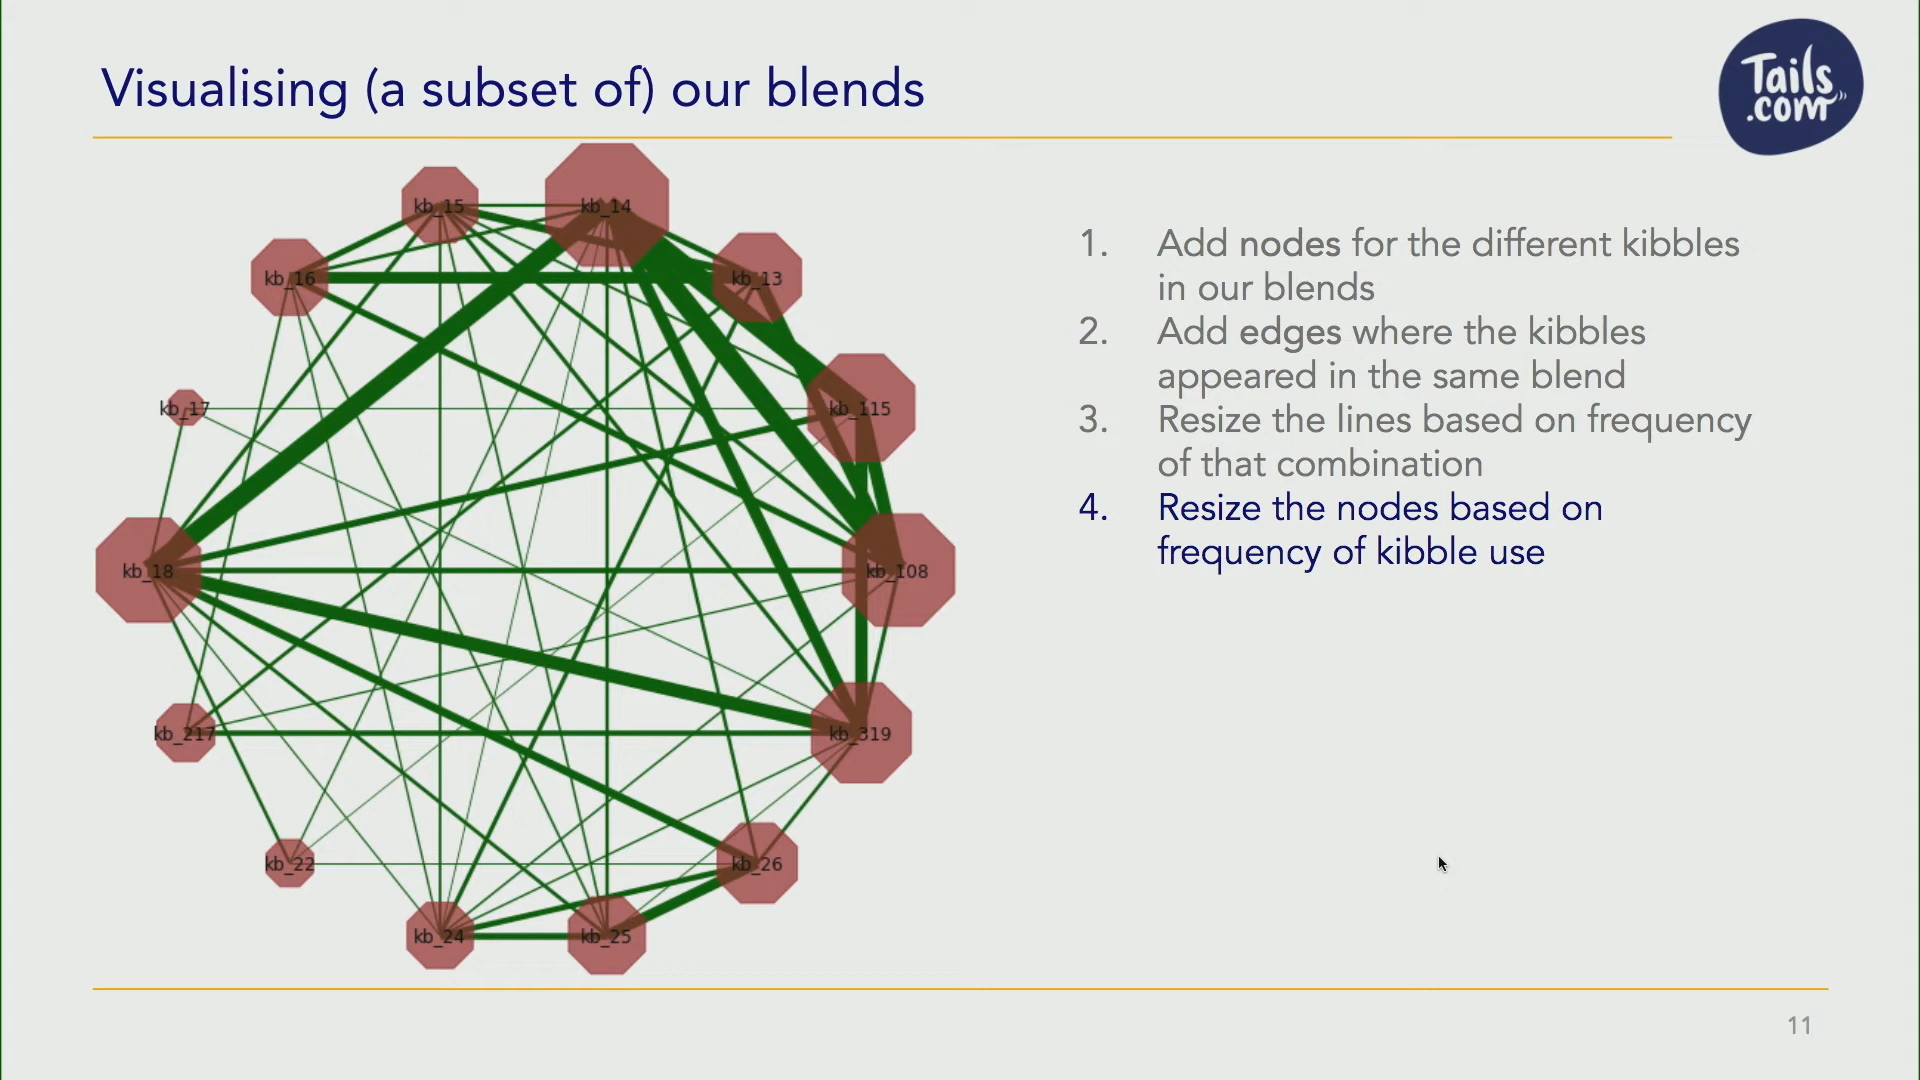 Visualising (a subset of) our blends
Tails
.com
kb_15
kb_14
kb_16
kb_13
kb_17
kb_115
kb_18
kb_108
kb_217
kb_319
kb_22
kb_26
kb_24
kb_25
1. Add nodes for the different kibbles
in our blends
2. Add edges where the kibbles
appeared in the same blend
3. Resize the lines based on frequency
of that combination
4. Resize the nodes based on
frequency of kibble use
11